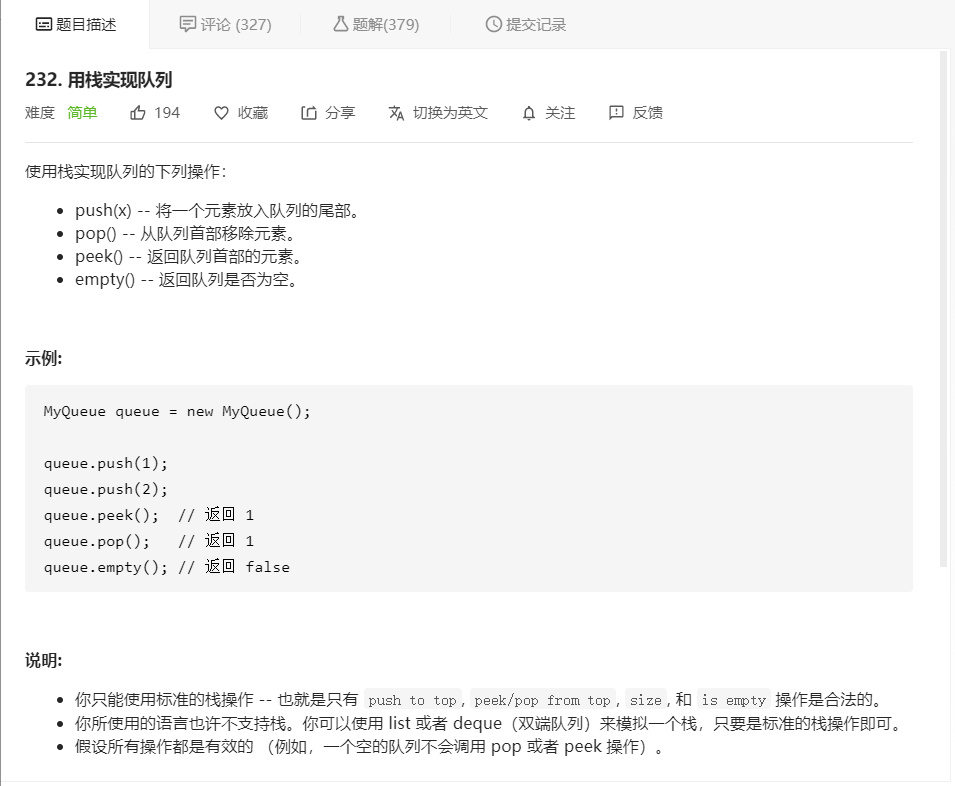 题目描述 评论 (327) 题解(379) 提交记录
232. 用栈实现队列
难度 简单 194 收藏 分享 切换为英文 关注 反馈
使用栈实现队列的下列操作：
• push(x) -- 将一个元素放入队列的尾部。
• pop() -- 从队列首部移除元素。
• peek() -- 返回队列首部的元素。
• empty() -- 返回队列是否为空。
示例:
MyQueue queue = new MyQueue();
queue.push(1);
queue.push(2);
queue.peek();  // 返回 1
queue.pop();   // 返回 1
queue.empty(); // 返回 false
说明:
• 你只能使用标准的栈操作 -- 也就是只有 push to top, peek/pop from top, size, 和 is empty 操作是合法的。
• 你所使用的语言也许不支持栈。你可以使用 list 或者 deque（双端队列）来模拟一个栈，只要是标准的栈操作即可。
• 假设所有操作都是有效的 （例如，一个空的队列不会调用 pop 或者 peek 操作）。